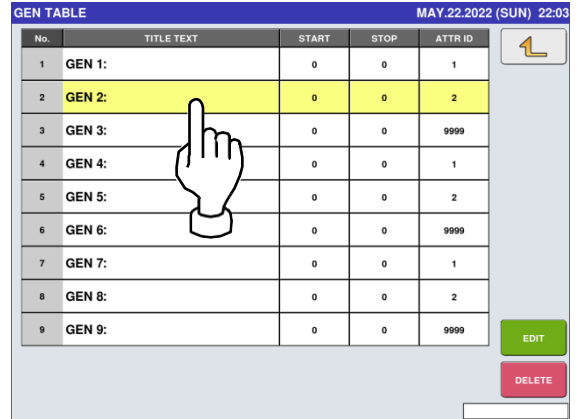 GEN TABLE MAY.22.2022 (SUN) 22:03
No. TITLE TEXT START STOP ATTR ID
1 GEN 1: 0 0 1
2 GEN 2: 0 0 2
3 GEN 3: 0 0 9999
4 GEN 4: 0 0 1
5 GEN 5: 0 0 2
6 GEN 6: 0 0 9999
7 GEN 7: 0 0 1
8 GEN 8: 0 0 2
9 GEN 9: 0 0 9999
EDIT
DELETE